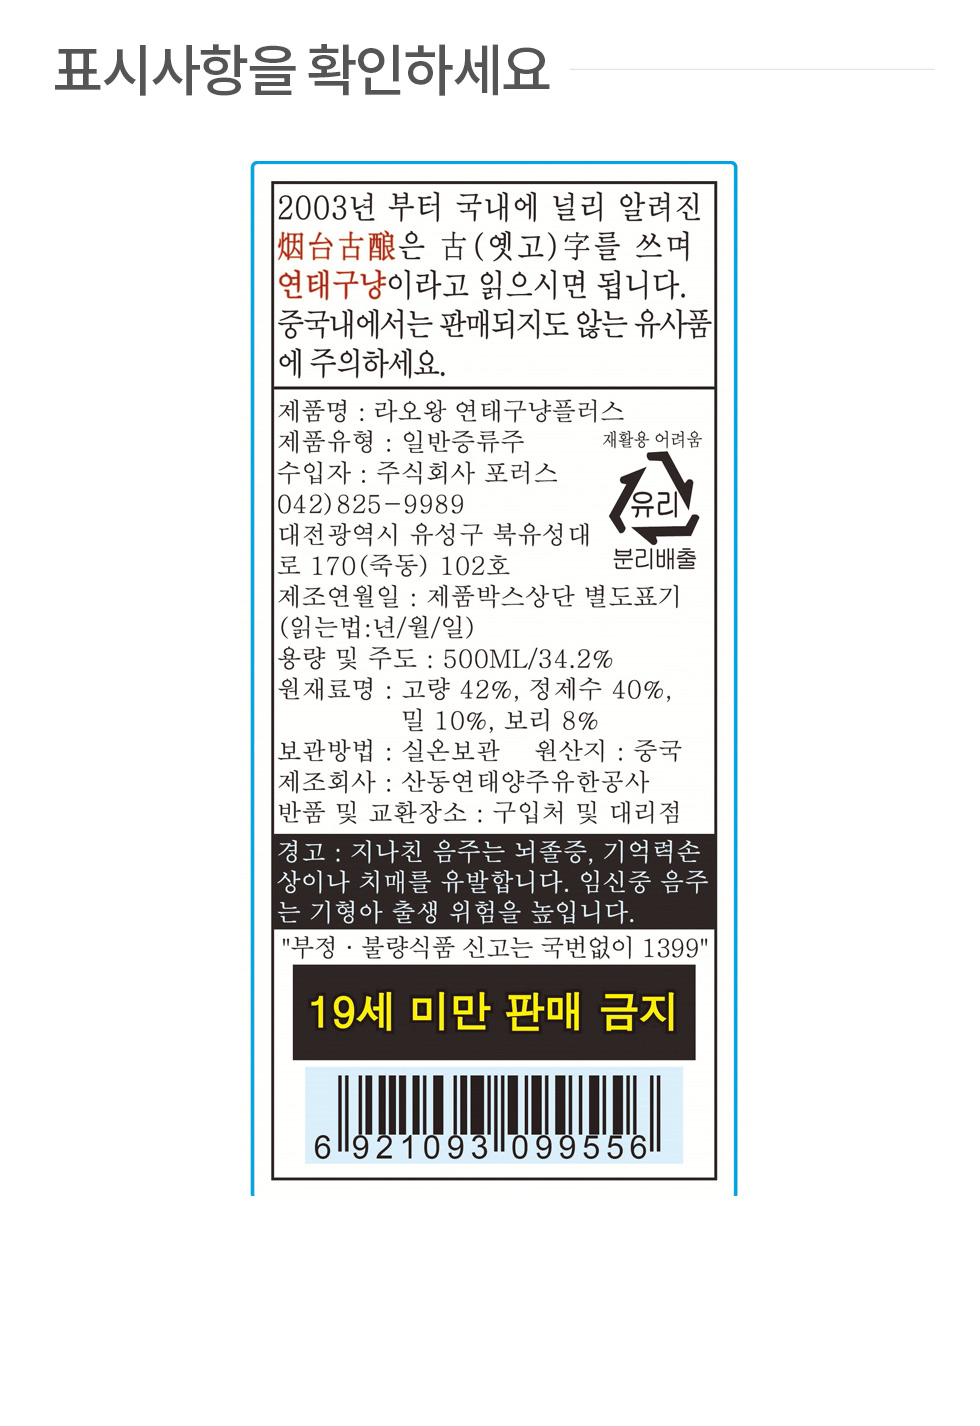 표시사항을 확인하세요
2003년 부터 국내에 널리 알려진
烟台古酿은 古(옛고)字를 쓰며
연태구냥이라고 읽으시면 됩니다.
중국내에서는 판매되지도 않는 유사품
에 주의하세요.
제품명 : 라오왕 연태구냥플러스
제품유형 : 일반증류주
재활용 어려움
수입자 : 주식회사 포러스
042)825-9989
유리
대전광역시 유성구 북유성대
로 170(죽동) 102호
분리배출
제조연월일 : 제품박스상단 별도표기
(읽는법:년/월/일)
용량 및 주도 : 500ML/34.2%
원재료명 : 고량 42%, 정제수 40%,
밀 10%, 보리 8%
보관방법 : 실온보관 원산지 : 중국
제조회사 : 산동연태양주유한공사
반품 및 교환장소 : 구입처 및 대리점
경고 : 지나친 음주는 뇌졸증, 기억력손
상이나 치매를 유발합니다. 임신중 음주
는 기형아 출생 위험을 높입니다.
"부정 · 불량식품 신고는 국번없이 1399"
19세 미만 판매 금지
6 921093 099556